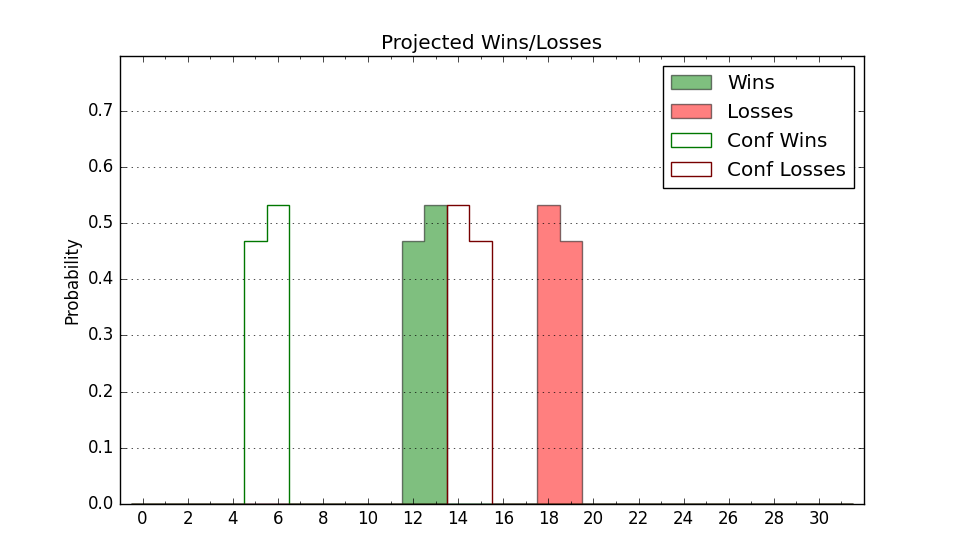 Projected Wins/Losses
Wins
Losses
Conf Wins
Conf Losses
Probability
0.7
0.6
0.5
0.4
0.3
0.2
0.1
0.0
0 2 4 6 8 10 12 14 16 18 20 22 24 26 28 30